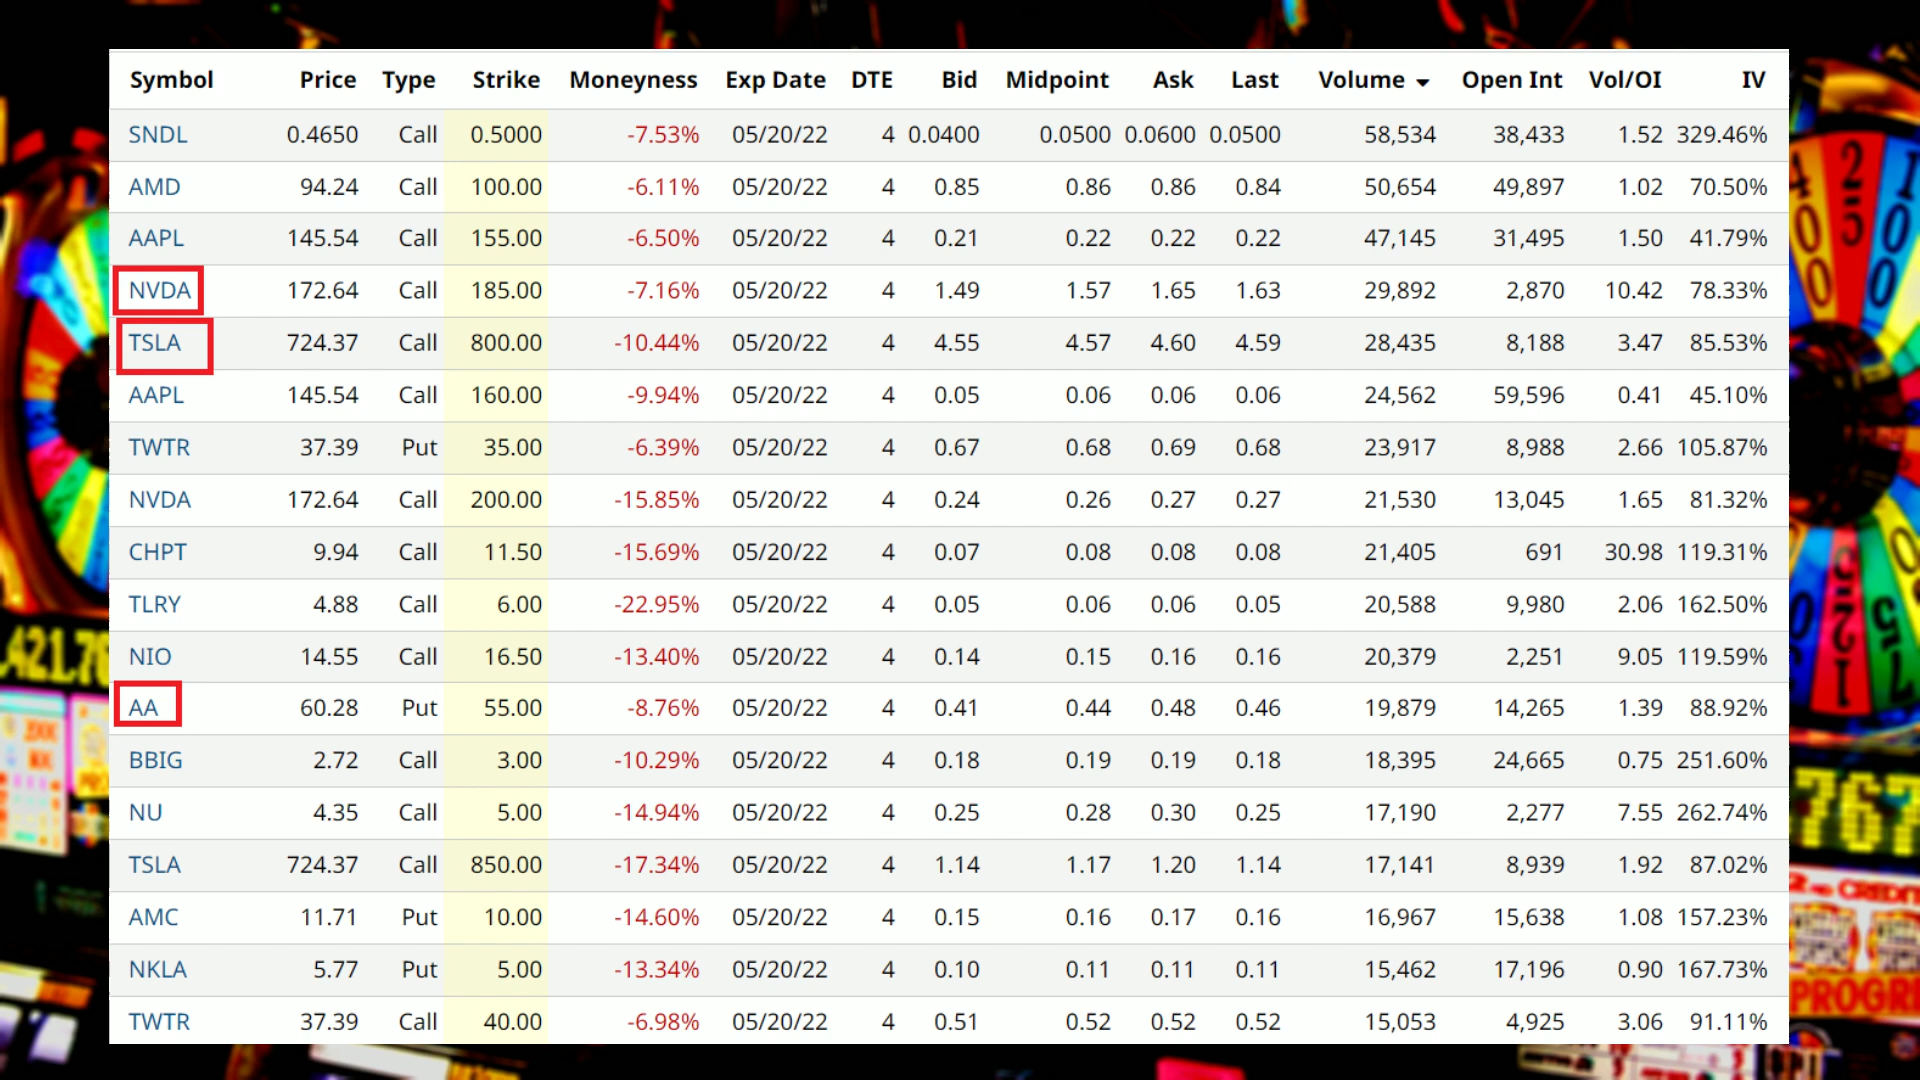 Symbol Price Type Strike Moneyness Exp Date DTE Bid Midpoint Ask Last Volume Open Int Vol/OI IV
SNDL 0.4650 Call 0.5000 -7.53% 05/20/22 4 0.0400 0.0500 0.0600 0.0500 58,534 38,433 1.52 329.46%
AMD 94.24 Call 100.00 -6.11% 05/20/22 4 0.85 0.86 0.86 0.84 50,654 49,897 1.02 70.50%
AAPL 145.54 Call 155.00 -6.50% 05/20/22 4 0.21 0.22 0.22 0.22 47,145 31,495 1.50 41.79%
NVDA 172.64 Call 185.00 -7.16% 05/20/22 4 1.49 1.57 1.65 1.63 29,892 2,870 10.42 78.33%
TSLA 724.37 Call 800.00 -10.44% 05/20/22 4 4.55 4.57 4.60 4.59 28,435 8,188 3.47 85.53%
AAPL 145.54 Call 160.00 -9.94% 05/20/22 4 0.05 0.06 0.06 0.06 24,562 59,596 0.41 45.10%
TWTR 37.39 Put 35.00 -6.39% 05/20/22 4 0.67 0.68 0.69 0.68 23,917 8,988 2.66 105.87%
NVDA 172.64 Call 200.00 -15.85% 05/20/22 4 0.24 0.26 0.27 0.27 21,530 13,045 1.65 81.32%
CHPT 9.94 Call 11.50 -15.69% 05/20/22 4 0.07 0.08 0.08 0.08 21,405 691 30.98 119.31%
TLRY 4.88 Call 6.00 -22.95% 05/20/22 4 0.05 0.06 0.06 0.05 20,588 9,980 2.06 162.50%
NIO 14.55 Call 16.50 -13.40% 05/20/22 4 0.14 0.15 0.16 0.16 20,379 2,251 9.05 119.59%
AA 60.28 Put 55.00 -8.76% 05/20/22 4 0.41 0.44 0.48 0.46 19,879 14,265 1.39 88.92%
BBIG 2.72 Call 3.00 -10.29% 05/20/22 4 0.18 0.19 0.19 0.18 18,395 24,665 0.75 251.60%
NU 4.35 Call 5.00 -14.94% 05/20/22 4 0.25 0.28 0.30 0.25 17,190 2,277 7.55 262.74%
TSLA 724.37 Call 850.00 -17.34% 05/20/22 4 1.14 1.17 1.20 1.14 17,141 8,939 1.92 87.02%
AMC 11.71 Put 10.00 -14.60% 05/20/22 4 0.15 0.16 0.17 0.16 16,967 15,638 1.08 157.23%
NKLA 5.77 Put 5.00 -13.34% 05/20/22 4 0.10 0.11 0.11 0.11 15,462 17,196 0.90 167.73%
TWTR 37.39 Call 40.00 -6.98% 05/20/22 4 0.51 0.52 0.52 0.52 15,053 4,925 3.06 91.11%